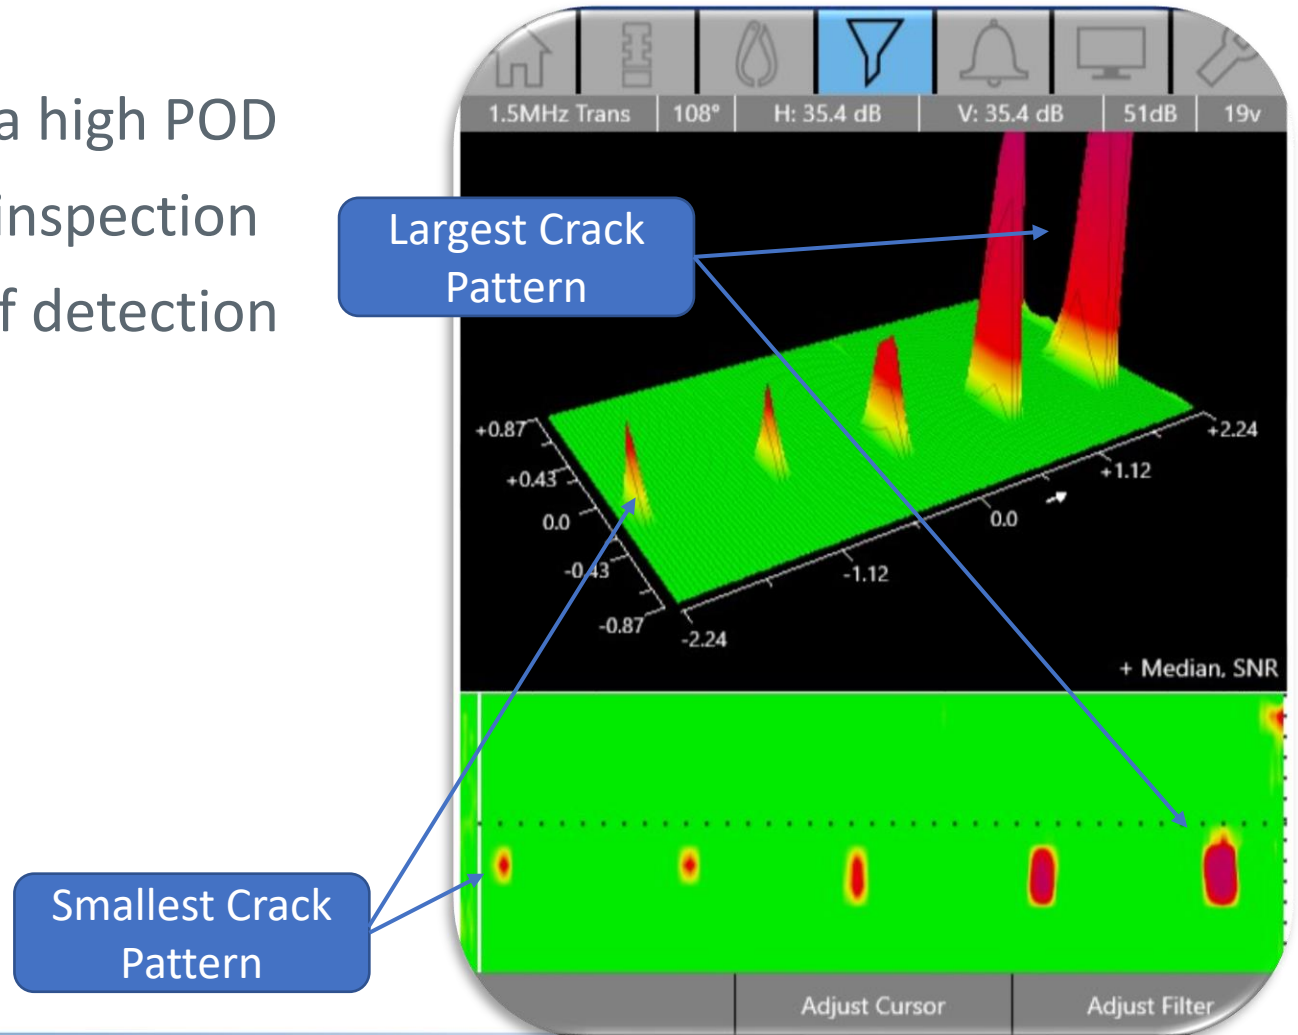 a high POD
inspection
f detection
1.5MHz Trans 108° H: 35.4 dB V: 35.4 dB 51dB 19v
Largest Crack
Pattern
+0.87
+0.43
0.0
-0.43
-0.87
-2.24
-1.12
0.0
+1.12
+2.24
+ Median, SNR
Smallest Crack
Pattern
Adjust Cursor Adjust Filter